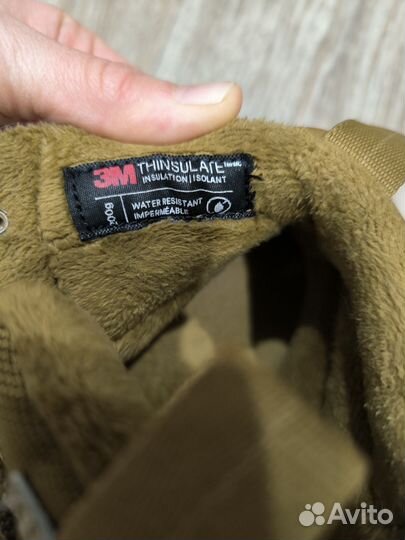 3M THINSULATE
INSULATION | ISOLANT
600g
WATER RESISTANT
IMPERMÉABLE
Avito